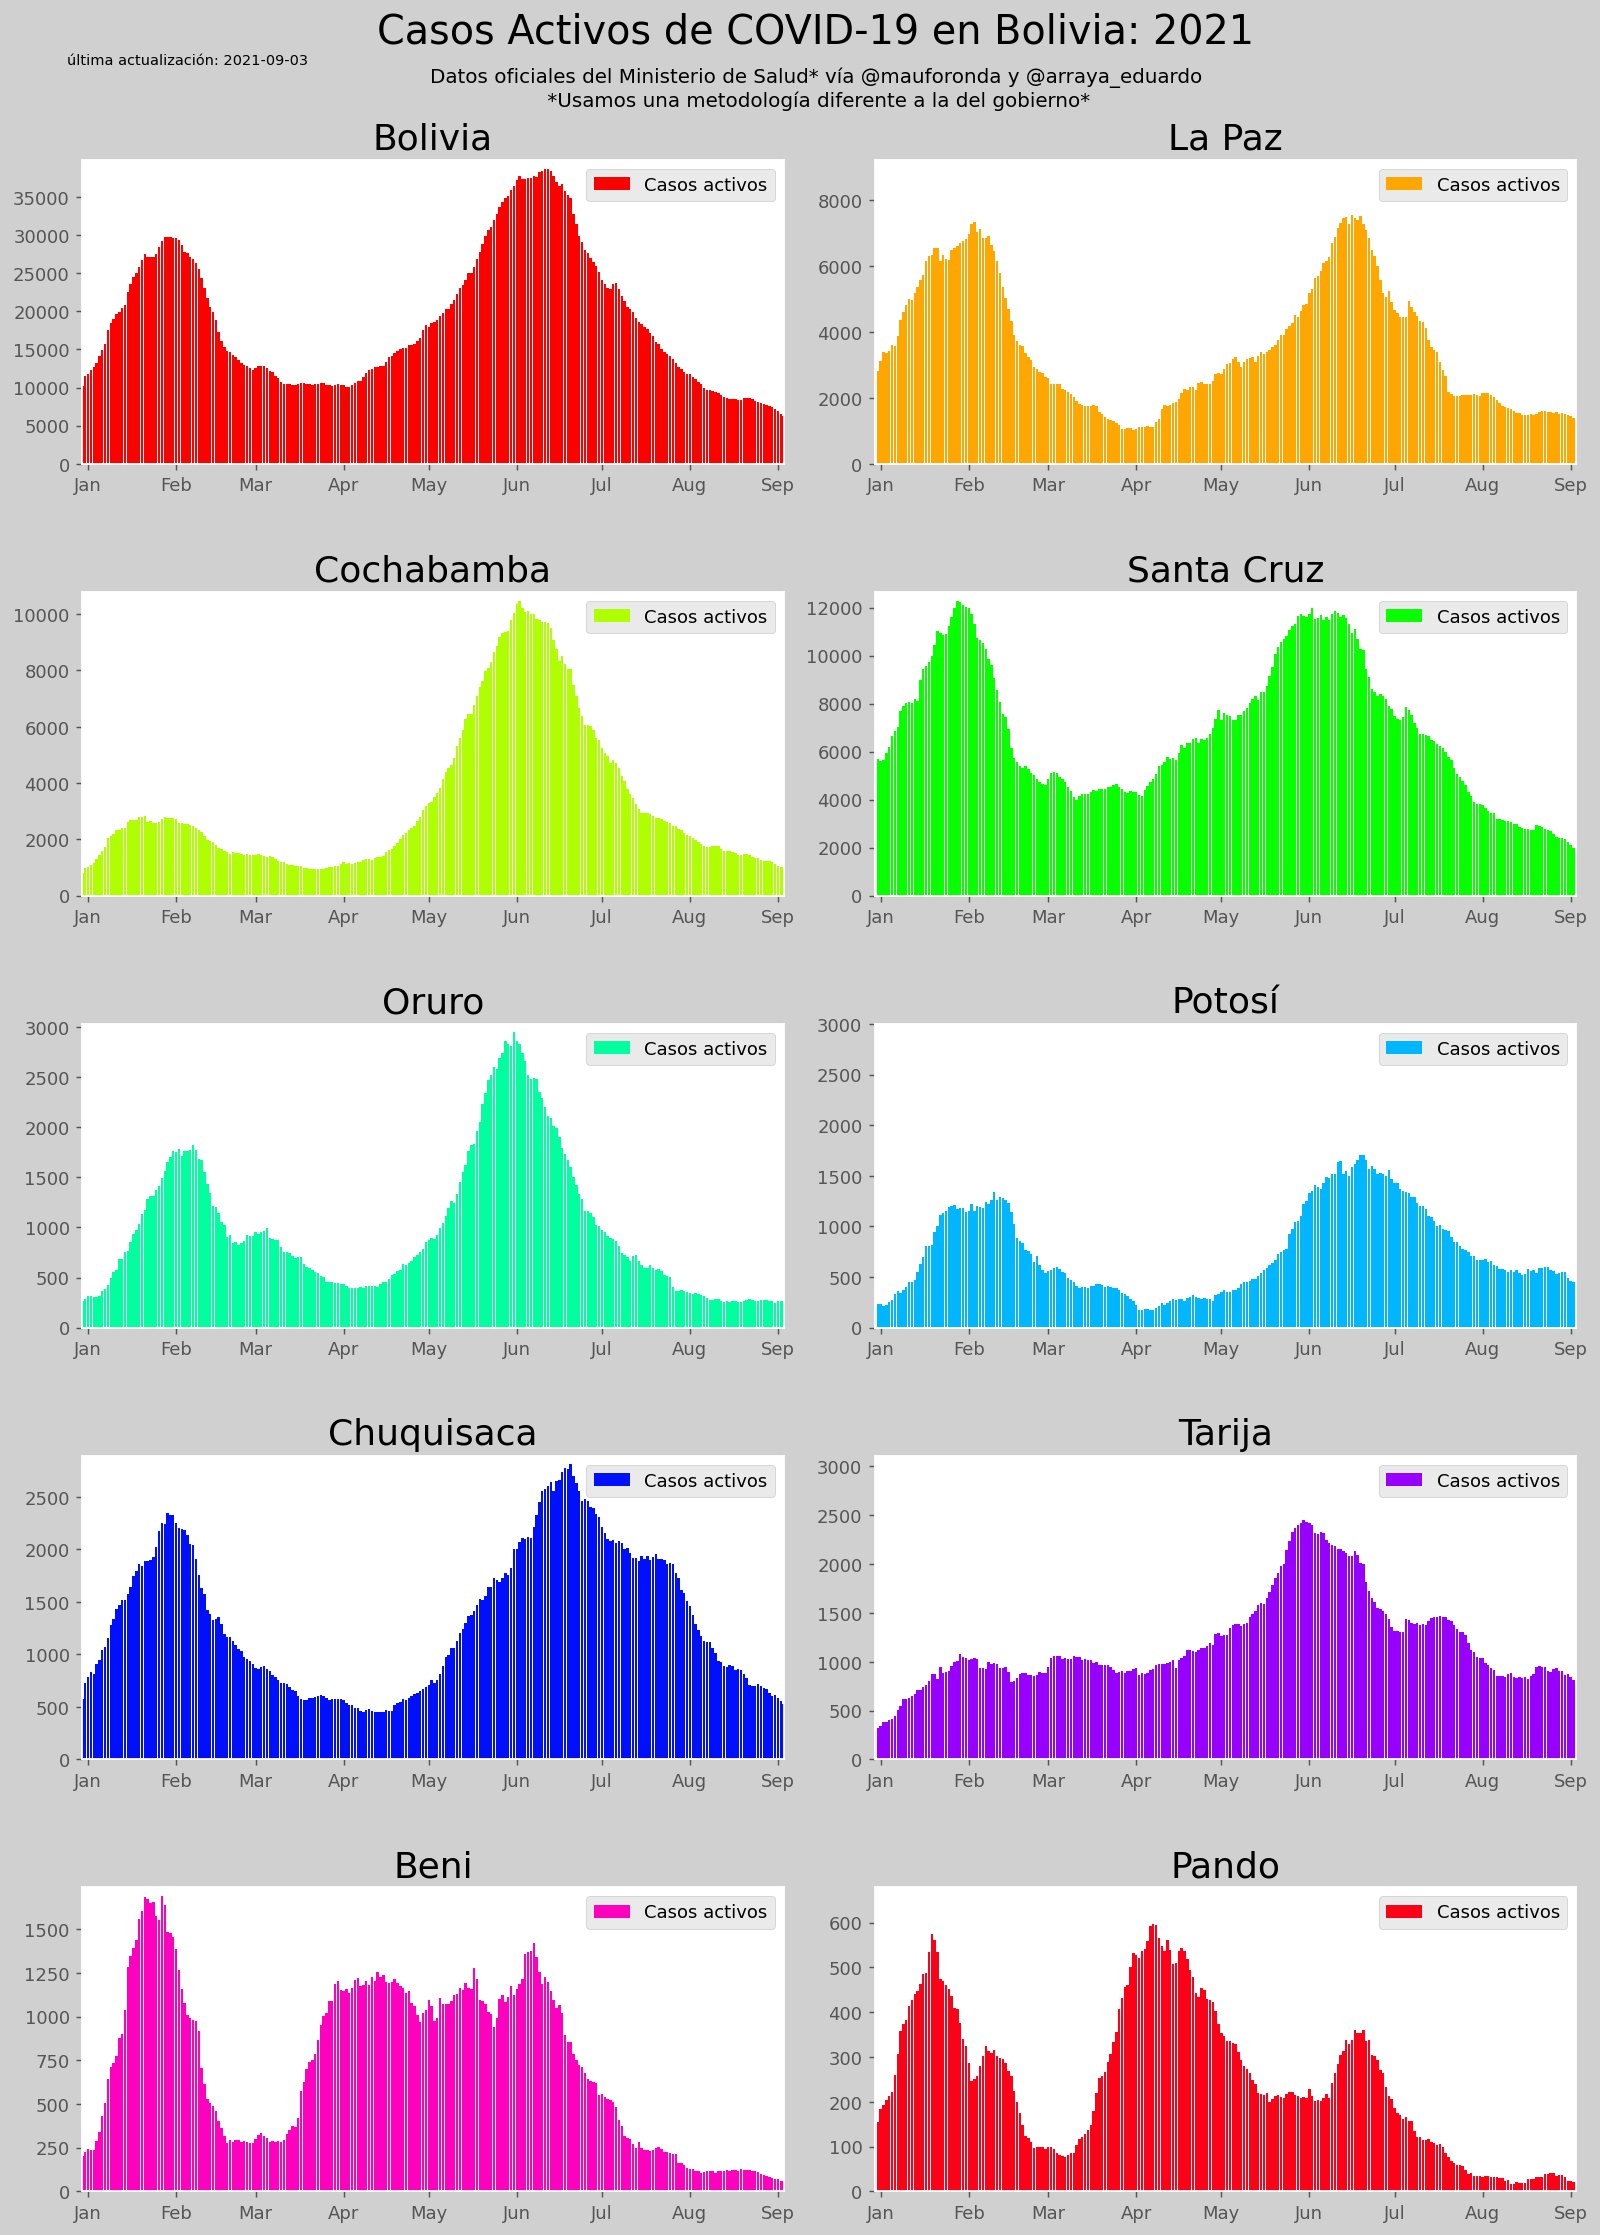 Casos Activos de COVID-19 en Bolivia: 2021
última actualización: 2021-09-03
Datos oficiales del Ministerio de Salud* vía @mauforonda y @arraya_eduardo
*Usamos una metodología diferente a la del gobierno*
Bolivia
Casos activos
35000
30000
25000
20000
15000
10000
5000
0
Jan Feb Mar Apr May Jun Jul Aug Sep
La Paz
Casos activos
8000
6000
4000
2000
0
Jan Feb Mar Apr May Jun Jul Aug Sep
Cochabamba
Casos activos
10000
8000
6000
4000
2000
0
Jan Feb Mar Apr May Jun Jul Aug Sep
Santa Cruz
Casos activos
12000
10000
8000
6000
4000
2000
0
Jan Feb Mar Apr May Jun Jul Aug Sep
Oruro
Casos activos
3000
2500
2000
1500
1000
500
0
Jan Feb Mar Apr May Jun Jul Aug Sep
Potosí
Casos activos
3000
2500
2000
1500
1000
500
0
Jan Feb Mar Apr May Jun Jul Aug Sep
Chuquisaca
Casos activos
2500
2000
1500
1000
500
0
Jan Feb Mar Apr May Jun Jul Aug Sep
Tarija
Casos activos
3000
2500
2000
1500
1000
500
0
Jan Feb Mar Apr May Jun Jul Aug Sep
Beni
Casos activos
1500
1250
1000
750
500
250
0
Jan Feb Mar Apr May Jun Jul Aug Sep
Pando
Casos activos
600
500
400
300
200
100
0
Jan Feb Mar Apr May Jun Jul Aug Sep